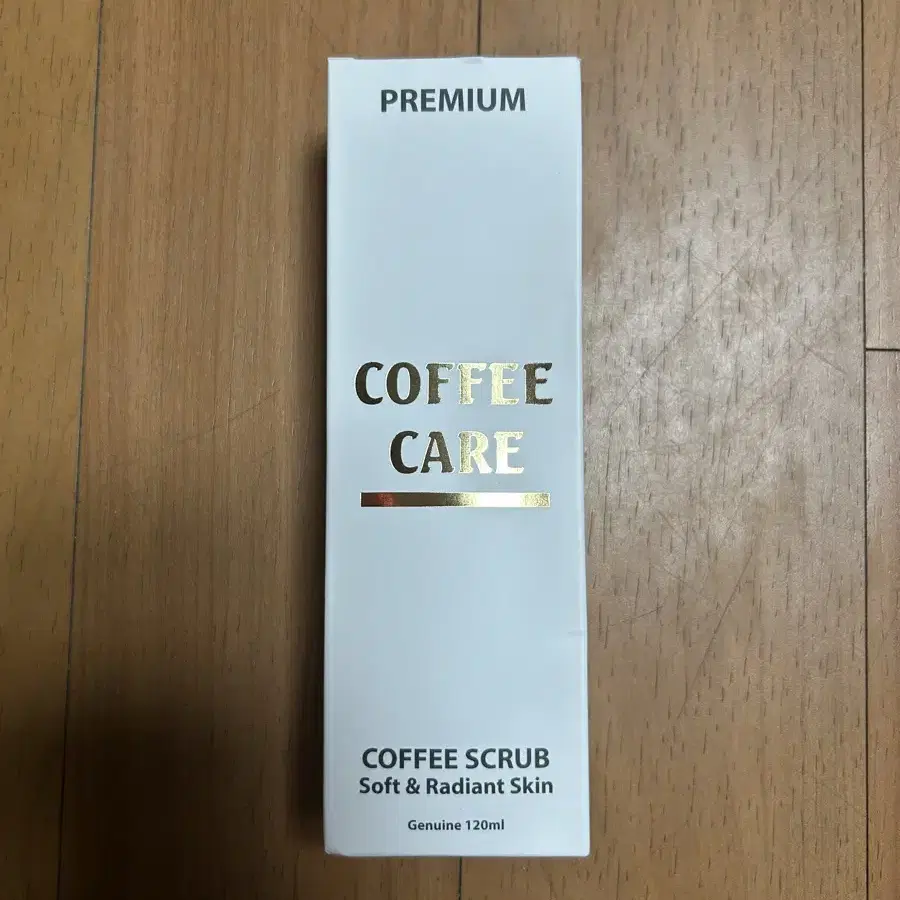 PREMIUM
COFFEE
CARE
COFFEE SCRUB
Soft & Radiant Skin
Genuine 120ml